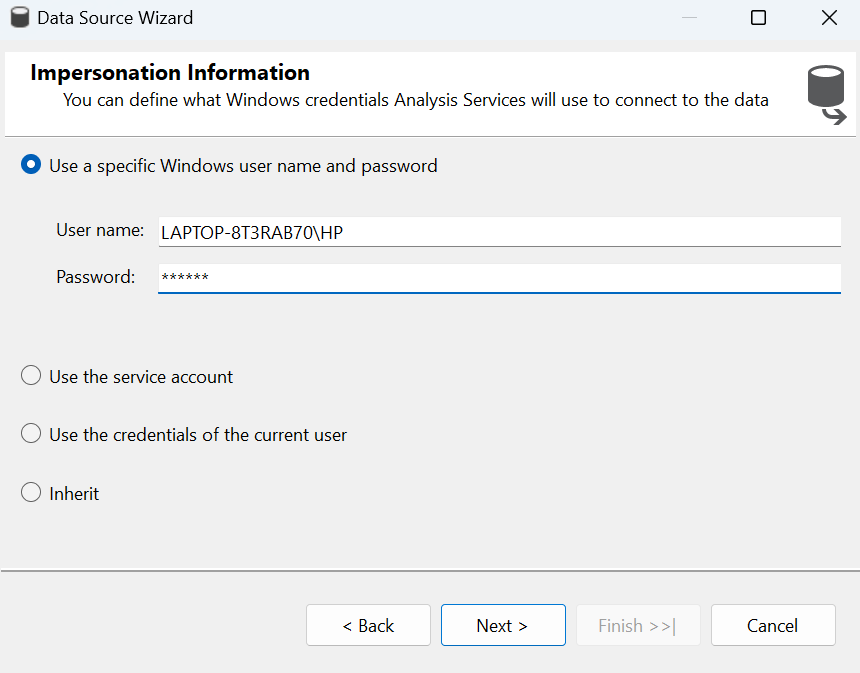 Data Source Wizard
Impersonation Information
You can define what Windows credentials Analysis Services will use to connect to the data
Use a specific Windows user name and password
User name: LAPTOP-8T3RAB70\HP
Password: ******
Use the service account
Use the credentials of the current user
Inherit
< Back Next > Finish >>| Cancel